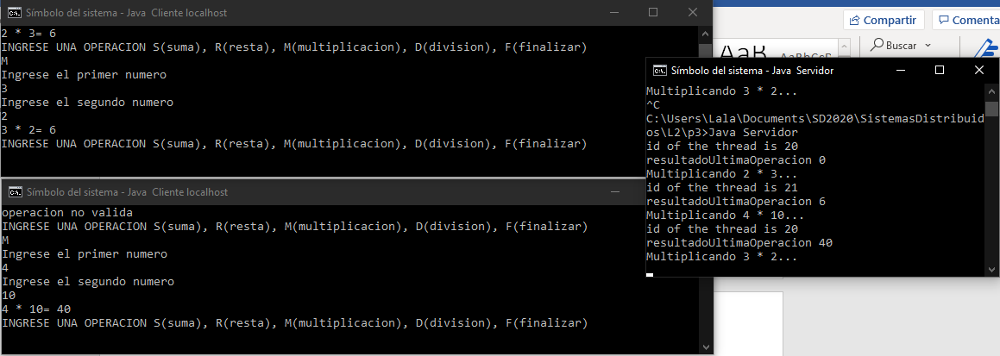 Símbolo del sistema - Java  Cliente localhost
2 * 3= 6
INGRESE UNA OPERACION S(suma), R(resta), M(multiplicacion), D(division), F(finalizar)
M
Ingrese el primer numero
3
Ingrese el segundo numero
2
3 * 2= 6
INGRESE UNA OPERACION S(suma), R(resta), M(multiplicacion), D(division), F(finalizar)
Símbolo del sistema - Java  Cliente localhost
operacion no valida
INGRESE UNA OPERACION S(suma), R(resta), M(multiplicacion), D(division), F(finalizar)
M
Ingrese el primer numero
4
Ingrese el segundo numero
10
4 * 10= 40
INGRESE UNA OPERACION S(suma), R(resta), M(multiplicacion), D(division), F(finalizar)
Compartir
Comenta
Buscar
Símbolo del sistema - Java  Servidor
Multiplicando 3 * 2...
^C
C:\Users\Lala\Documents\SD2020\SistemasDistribuid
os\L2\p3>Java Servidor
id of the thread is 20
resultadoUltimaOperacion 0
Multiplicando 2 * 3...
id of the thread is 21
resultadoUltimaOperacion 6
Multiplicando 4 * 10...
id of the thread is 20
resultadoUltimaOperacion 40
Multiplicando 3 * 2...